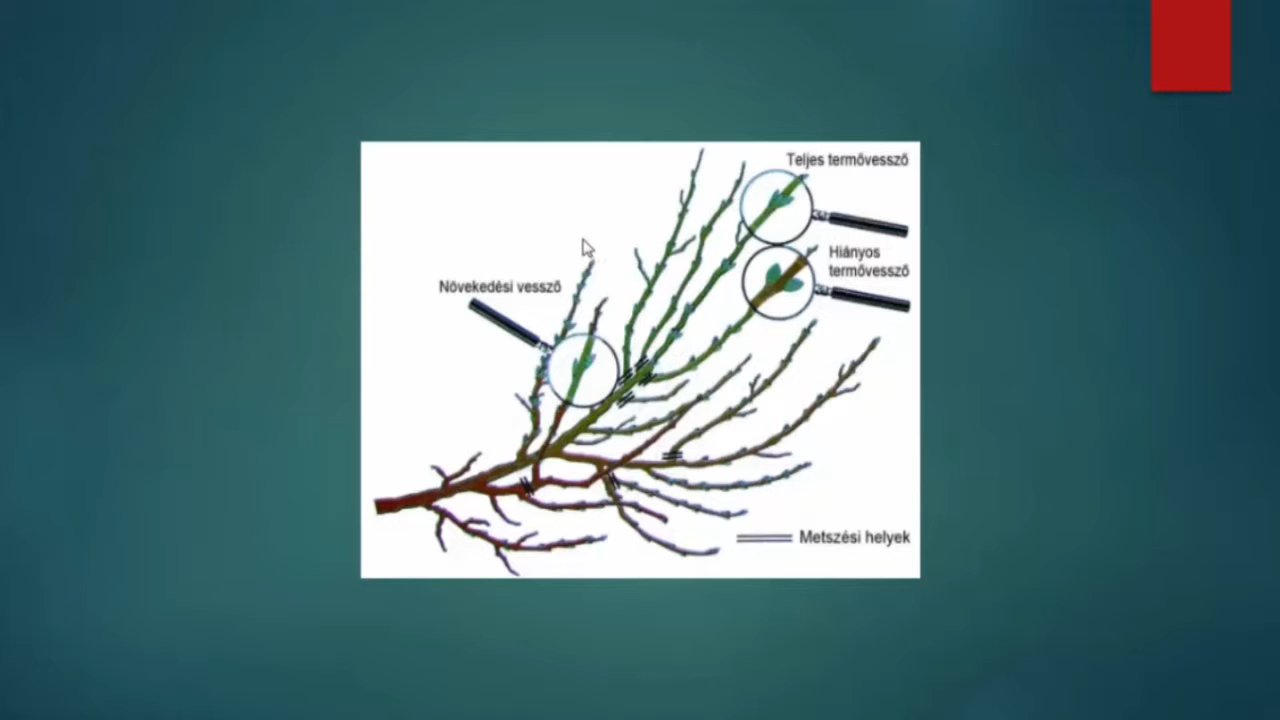 Teljes termővessző
Hiányos
termővessző
Növekedési vessző
Metszési helyek